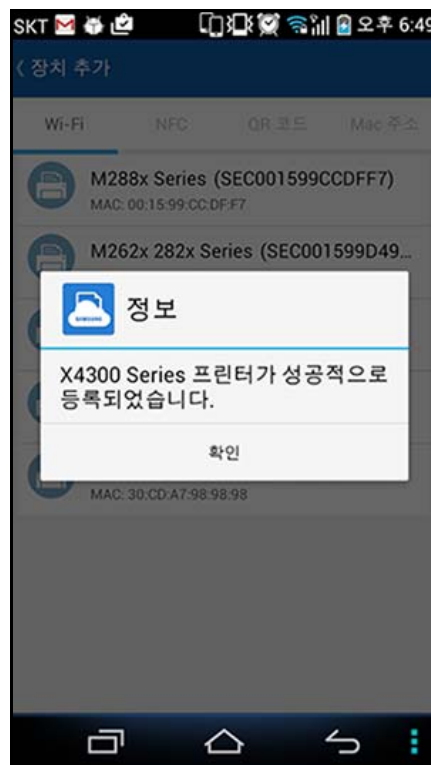 SKT 오후 6:49
〈 장치 추가
Wi-Fi NFC QR 코드 Mac 주소
M288x Series (SEC001599CCDFF7)
MAC: 00:15:99:CC:DF:F7
M262x 282x Series (SEC001599D49...
SAMSUNG
정보
X4300 Series 프린터가 성공적으로
등록되었습니다.
확인
MAC: 30:CD:A7:98:98:98